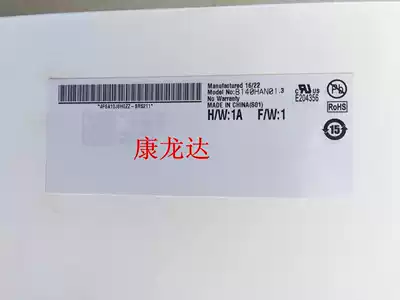 Manufactured 16/22
Model No: B140HAN01.3
No Warranty
MADE IN CHINA(S01)
H/W:1A F/W:1
c US
E204356
RoHS
15
康龙达